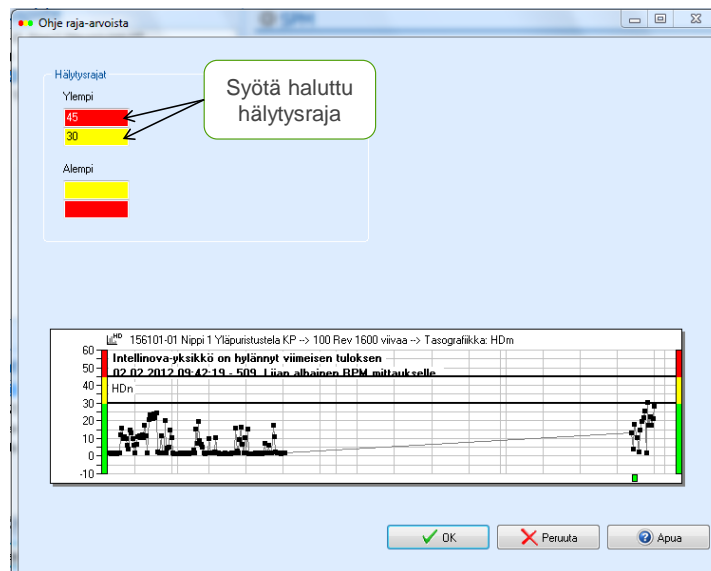 SPM
Ohje raja-arvoista
Hälytysrajat
Ylempi
45
30
Syötä haluttu
hälytysraja
Alempi
HD 156101-01 Nippi 1 Yläpuristustela KP --> 100 Rev 1600 viivaa --> Tasografiikka: HDm
60
Intellinova-yksikkö on hylännyt viimeisen tuloksen
50
02.02.2012 09:42:19 - 509 Liian alhainen RPM mittaukselle
40
HDn
30
20
10
0
-10
OK
Peruuta
Apua